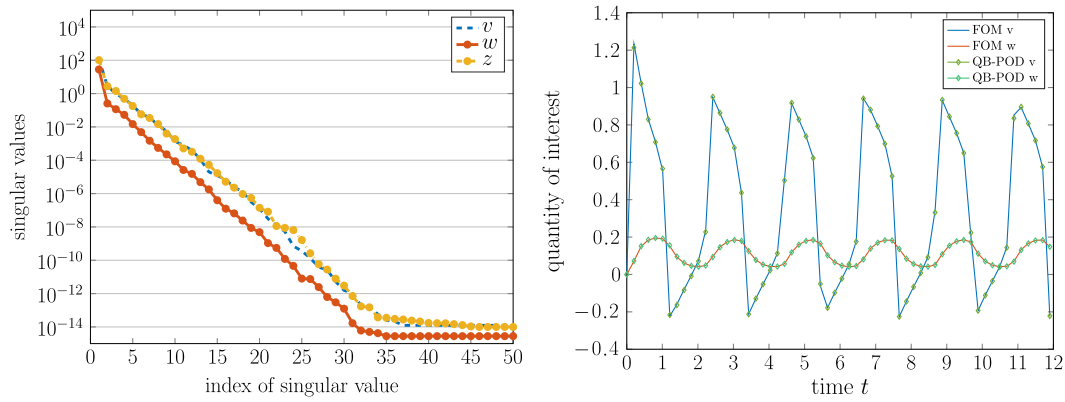 10^4
10^2
10^0
10^−2
10^−4
10^−6
10^−8
10^−10
10^−12
10^−14
singular values
0 5 10 15 20 25 30 35 40 45 50
index of singular value
v
w
z
1.4
1.2
1
0.8
0.6
0.4
0.2
0
−0.2
−0.4
quantity of interest
0 1 2 3 4 5 6 7 8 9 10 11 12
time t
FOM v
FOM w
QB-POD v
QB-POD w